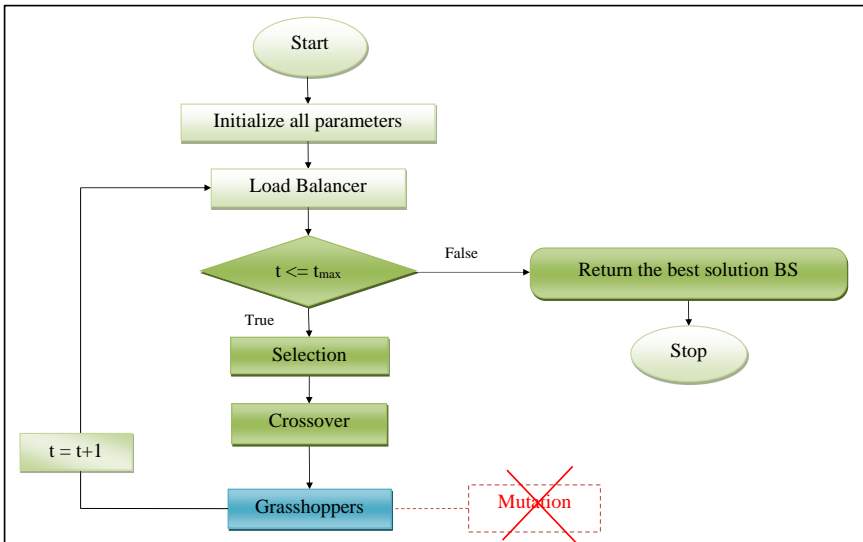 Start
Initialize all parameters
Load Balancer
t <= tmax
False
Return the best solution BS
True
Stop
Selection
Crossover
t = t+1
Grasshoppers
Mutation